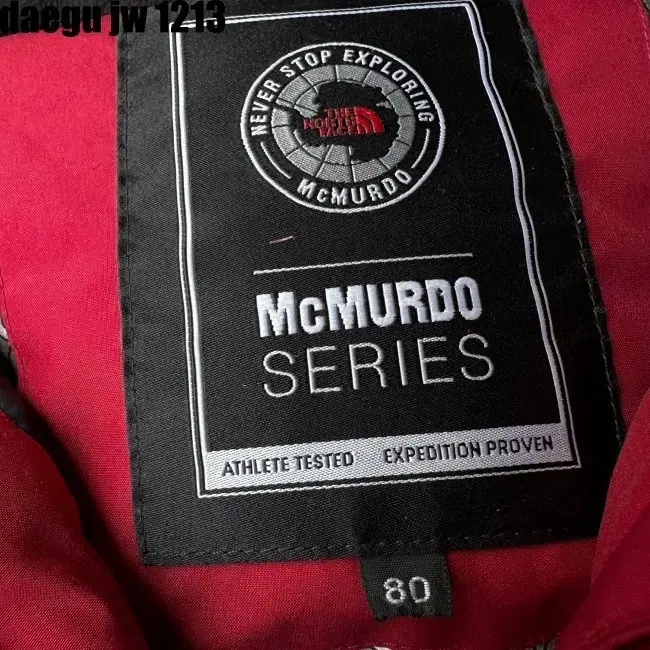 daegu jw 1213
NEVER STOP EXPLORING
THE
NORTH
FACE
McMURDO
McMURDO
SERIES
ATHLETE TESTED EXPEDITION PROVEN
80